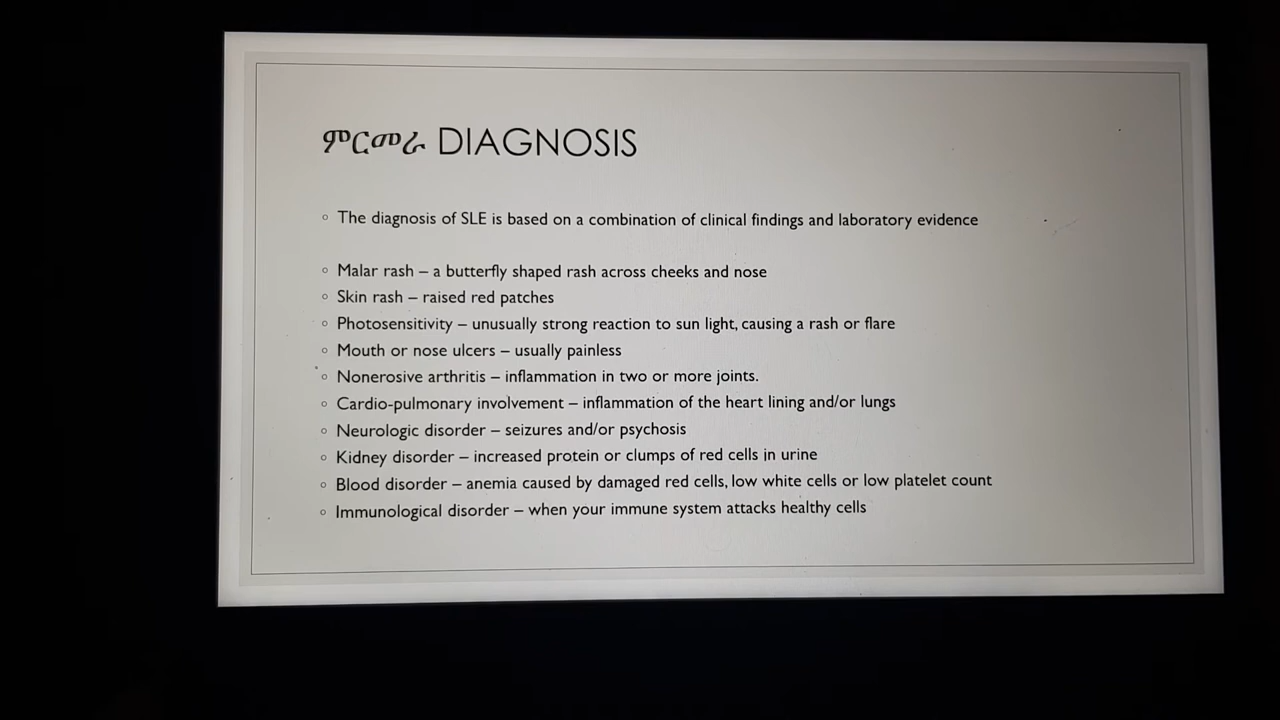 ምርመራ DIAGNOSIS
The diagnosis of SLE is based on a combination of clinical findings and laboratory evidence
Malar rash – a butterfly shaped rash across cheeks and nose
Skin rash – raised red patches
Photosensitivity – unusually strong reaction to sun light, causing a rash or flare
Mouth or nose ulcers – usually painless
Nonerosive arthritis – inflammation in two or more joints.
Cardio-pulmonary involvement – inflammation of the heart lining and/or lungs
Neurologic disorder – seizures and/or psychosis
Kidney disorder – increased protein or clumps of red cells in urine
Blood disorder – anemia caused by damaged red cells, low white cells or low platelet count
Immunological disorder – when your immune system attacks healthy cells